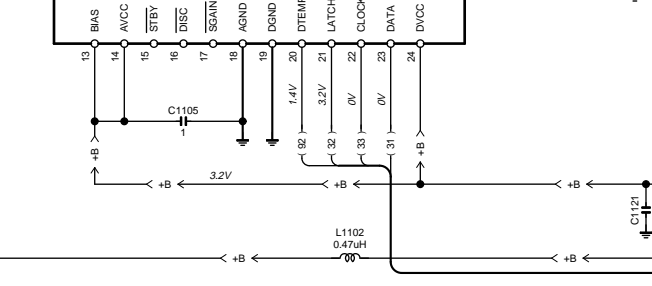 BIAS
AVCC
STBY
DISC
SGAIN
AGND
DGND
DTEMP
LATCH
CLOCK
DATA
DVCC
13
14
15
16
17
18
19
20
21
22
23
24
1.4V
3.2V
0V
0V
C1105
1
92
32
33
31
+B
+B
3.2V
+B
+B
+B
C1121
L1102
0.47uH
+B
+B